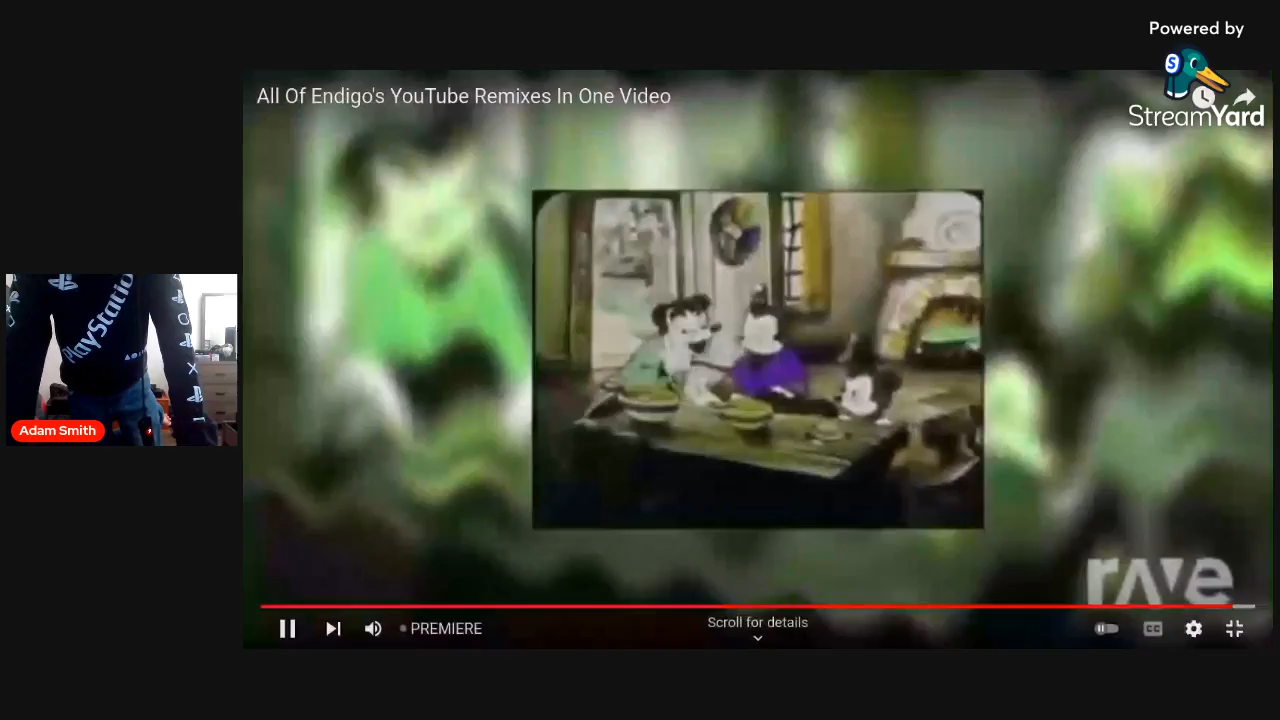 Powered by
S
StreamYard
All Of Endigo's YouTube Remixes In One Video
PlayStation
Adam Smith
rave
PREMIERE
Scroll for details
CC